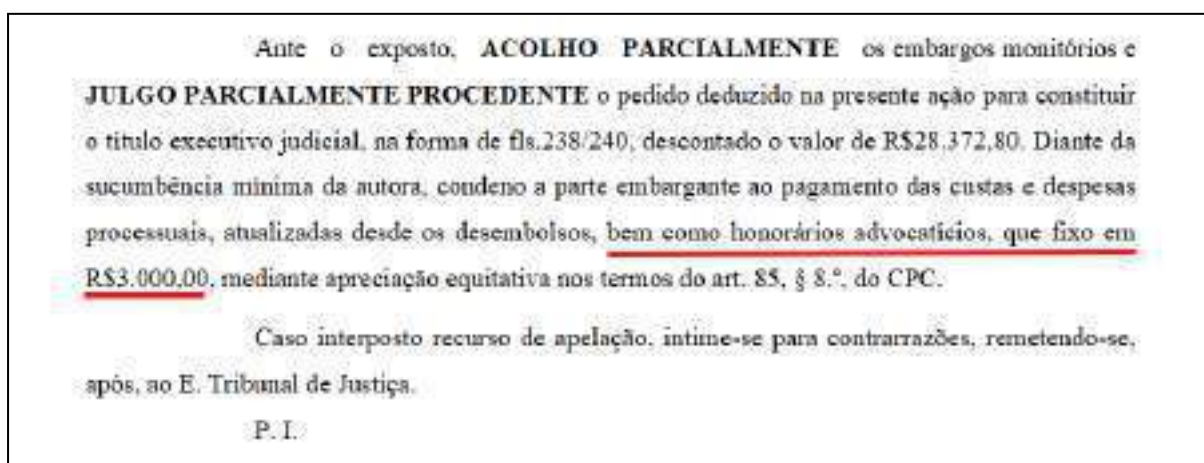 Ante o exposto, ACOLHO PARCIALMENTE os embargos monitórios e
JULGO PARCIALMENTE PROCEDENTE o pedido deduzido na presente ação para constituir
o título executivo judicial, na forma de fls.238/240, descontado o valor de R$28.372,80. Diante da
sucumbência mínima da autora, condeno a parte embargante ao pagamento das custas e despesas
processuais, atualizadas desde os desembolsos, bem como honorários advocatícios, que fixo em
R$3.000,00, mediante apreciação equitativa nos termos do art. 85, § 8.º, do CPC.
Caso interposto recurso de apelação, intime-se para contrarrazões, remetendo-se,
após, ao E. Tribunal de Justiça.
P. I.